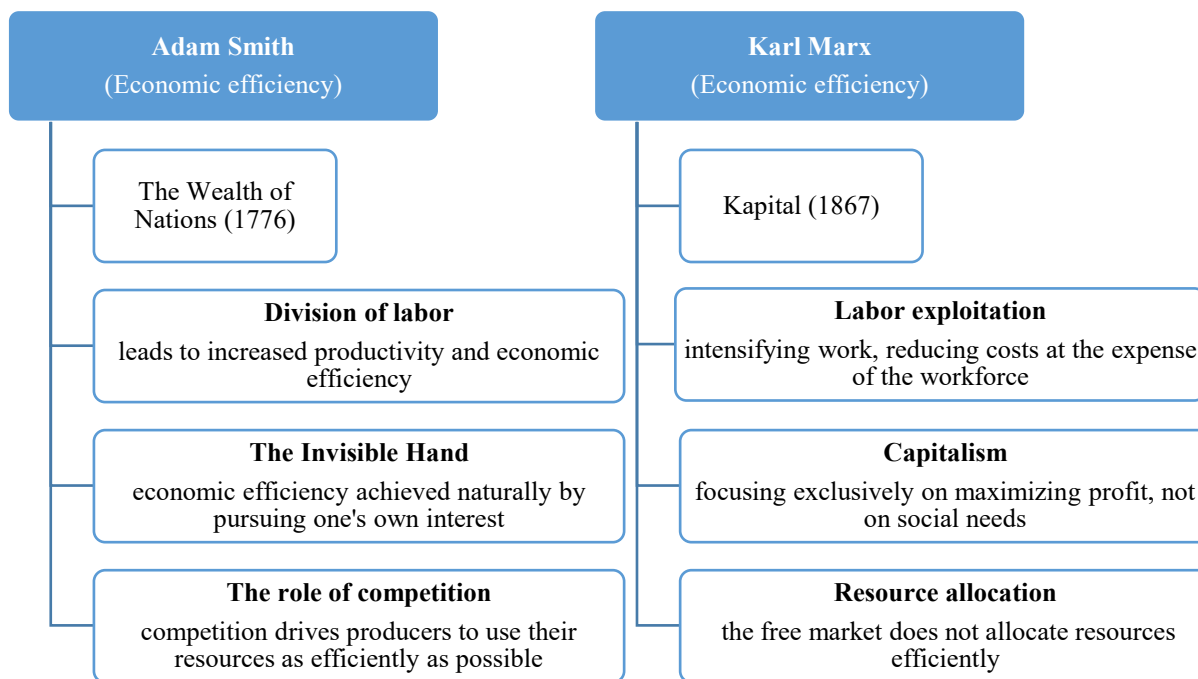 Adam Smith
(Economic efficiency)
The Wealth of
Nations (1776)
Division of labor
leads to increased productivity and economic
efficiency
The Invisible Hand
economic efficiency achieved naturally by
pursuing one's own interest
The role of competition
competition drives producers to use their
resources as efficiently as possible
Karl Marx
(Economic efficiency)
Kapital (1867)
Labor exploitation
intensifying work, reducing costs at the expense
of the workforce
Capitalism
focusing exclusively on maximizing profit, not
on social needs
Resource allocation
the free market does not allocate resources
efficiently